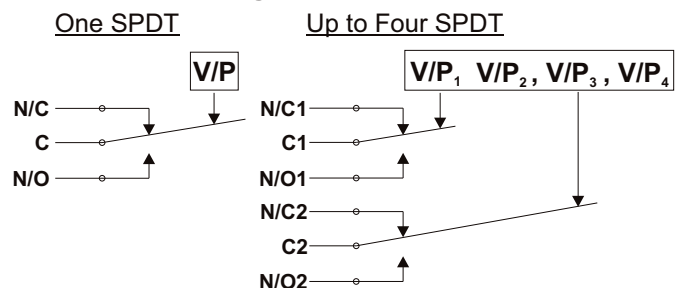 One SPDT
V/P
N/C
C
N/O
Up to Four SPDT
V/P₁ V/P₂ , V/P₃ , V/P₄
N/C1
C1
N/O1
N/C2
C2
N/O2